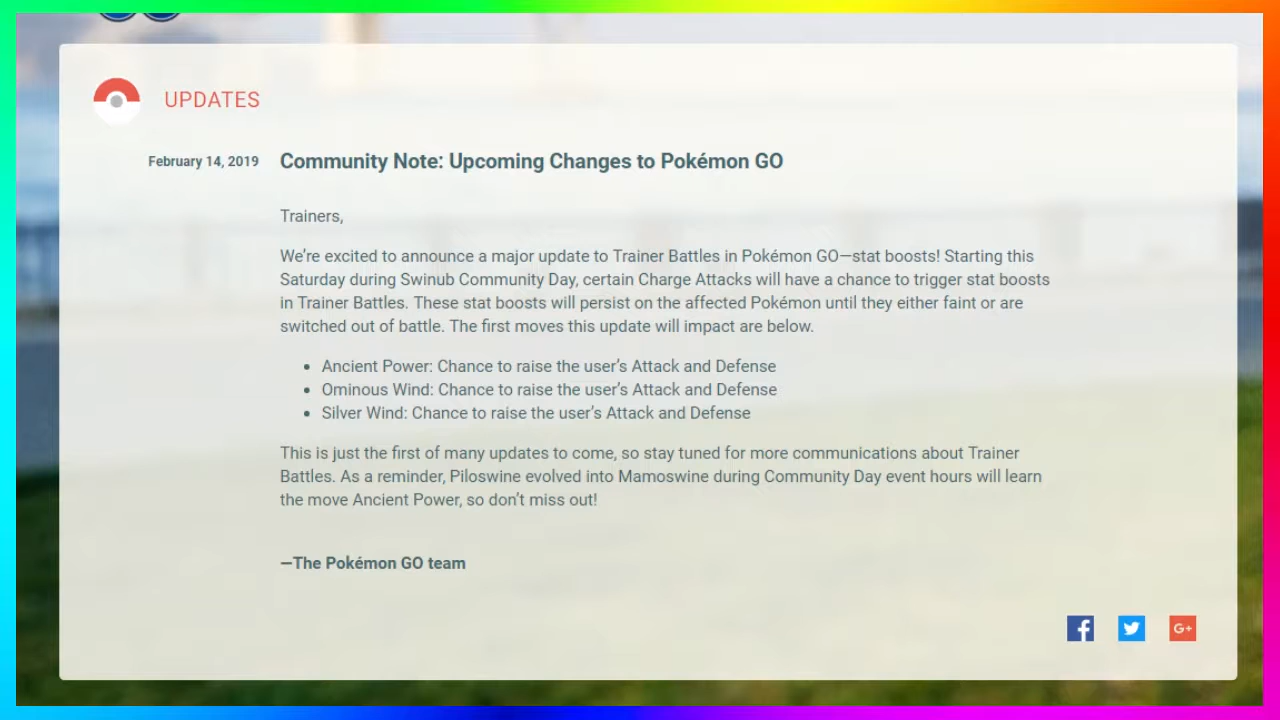 UPDATES
February 14, 2019 Community Note: Upcoming Changes to Pokémon GO
Trainers,
We’re excited to announce a major update to Trainer Battles in Pokémon GO—stat boosts! Starting this
Saturday during Swinub Community Day, certain Charge Attacks will have a chance to trigger stat boosts
in Trainer Battles. These stat boosts will persist on the affected Pokémon until they either faint or are
switched out of battle. The first moves this update will impact are below.
• Ancient Power: Chance to raise the user’s Attack and Defense
• Ominous Wind: Chance to raise the user’s Attack and Defense
• Silver Wind: Chance to raise the user’s Attack and Defense
This is just the first of many updates to come, so stay tuned for more communications about Trainer
Battles. As a reminder, Piloswine evolved into Mamoswine during Community Day event hours will learn
the move Ancient Power, so don’t miss out!
—The Pokémon GO team
G+